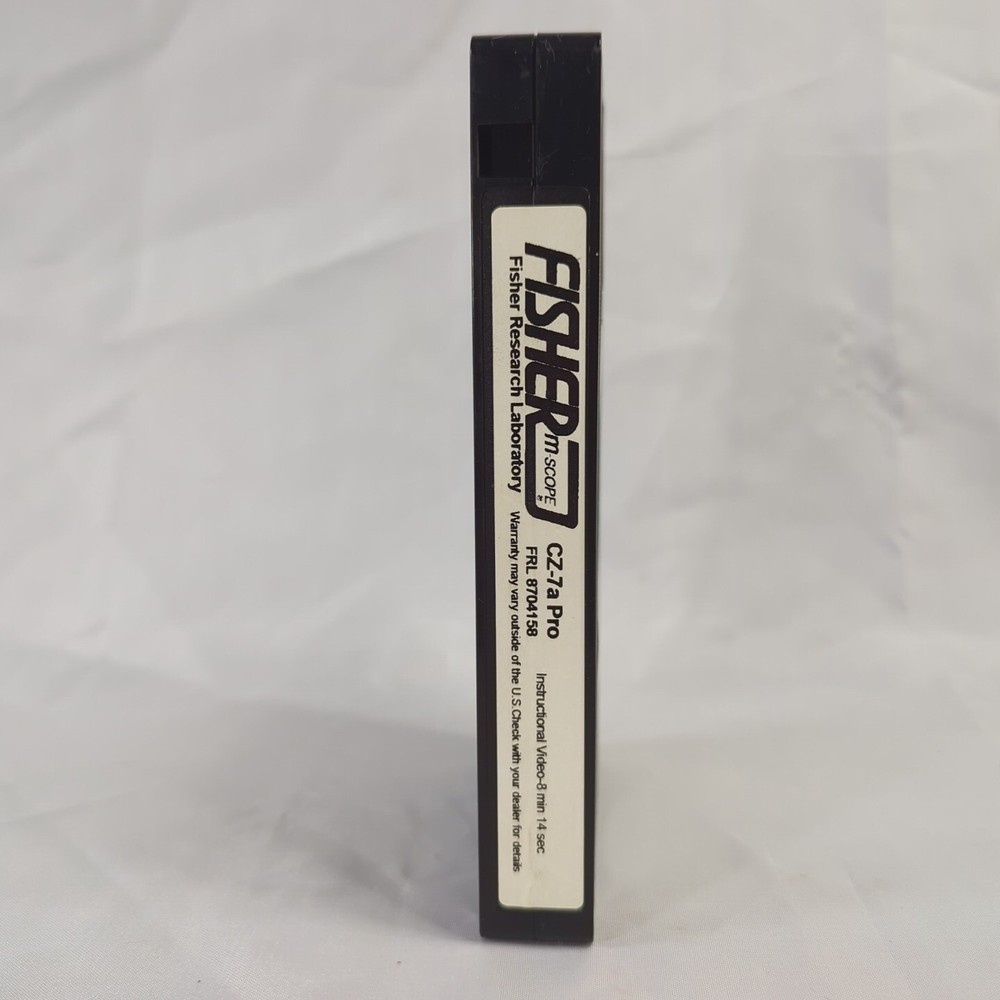 FISHER
m-SCOPE®
Fisher Research Laboratory
CZ-7a Pro
FRL 8704158
Instructional Video-8 min 14 sec
Warranty may vary outside of the U.S. Check with your dealer for details